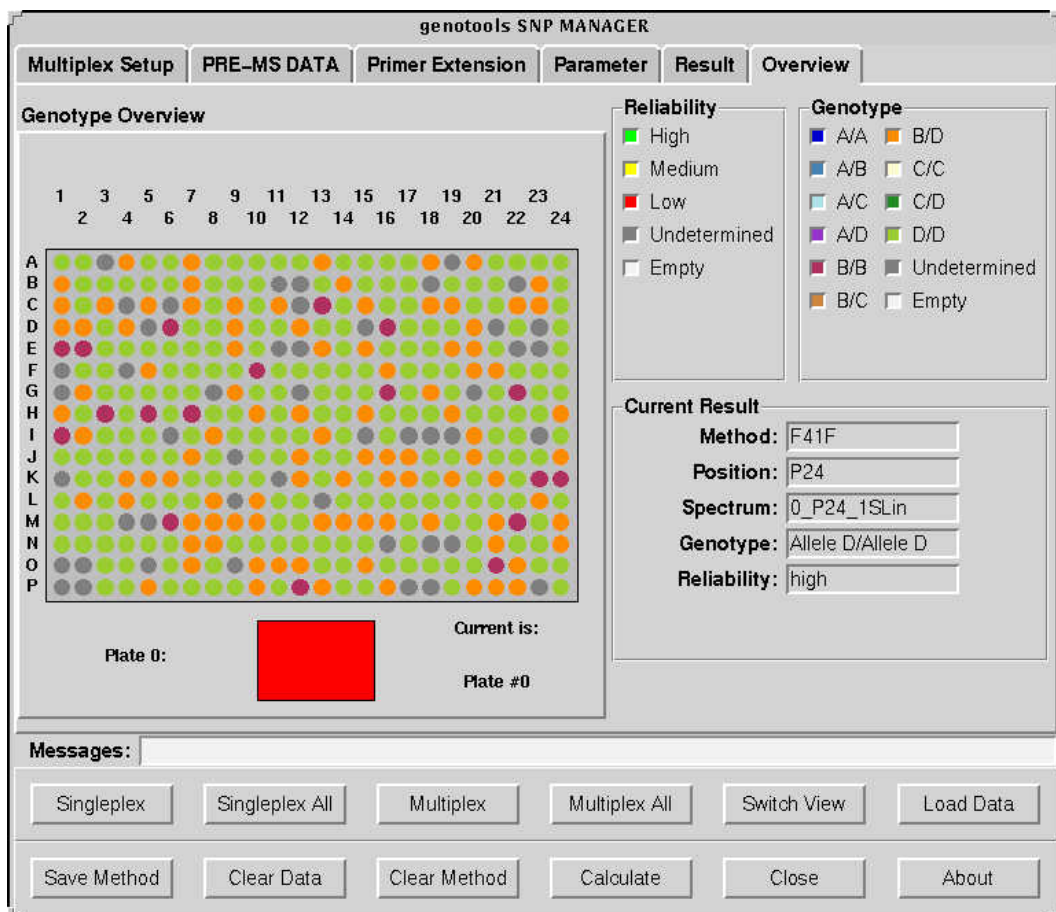 genotools SNP MANAGER
Multiplex Setup PRE-MS DATA Primer Extension Parameter Result Overview
Genotype Overview
1 3 5 7 9 11 13 15 17 19 21 23
2 4 6 8 10 12 14 16 18 20 22 24
A
B
C
D
E
F
G
H
I
J
K
L
M
N
O
P
Plate 0:
Current is:
Plate #0
Reliability
High
Medium
Low
Undetermined
Empty
Genotype
A/A B/D
A/B C/C
A/C C/D
A/D D/D
B/B Undetermined
B/C Empty
Current Result
Method: F41F
Position: P24
Spectrum: 0_P24_1SLin
Genotype: Allele D/Allele D
Reliability: high
Messages:
Singleplex Singleplex All Multiplex Multiplex All Switch View Load Data
Save Method Clear Data Clear Method Calculate Close About